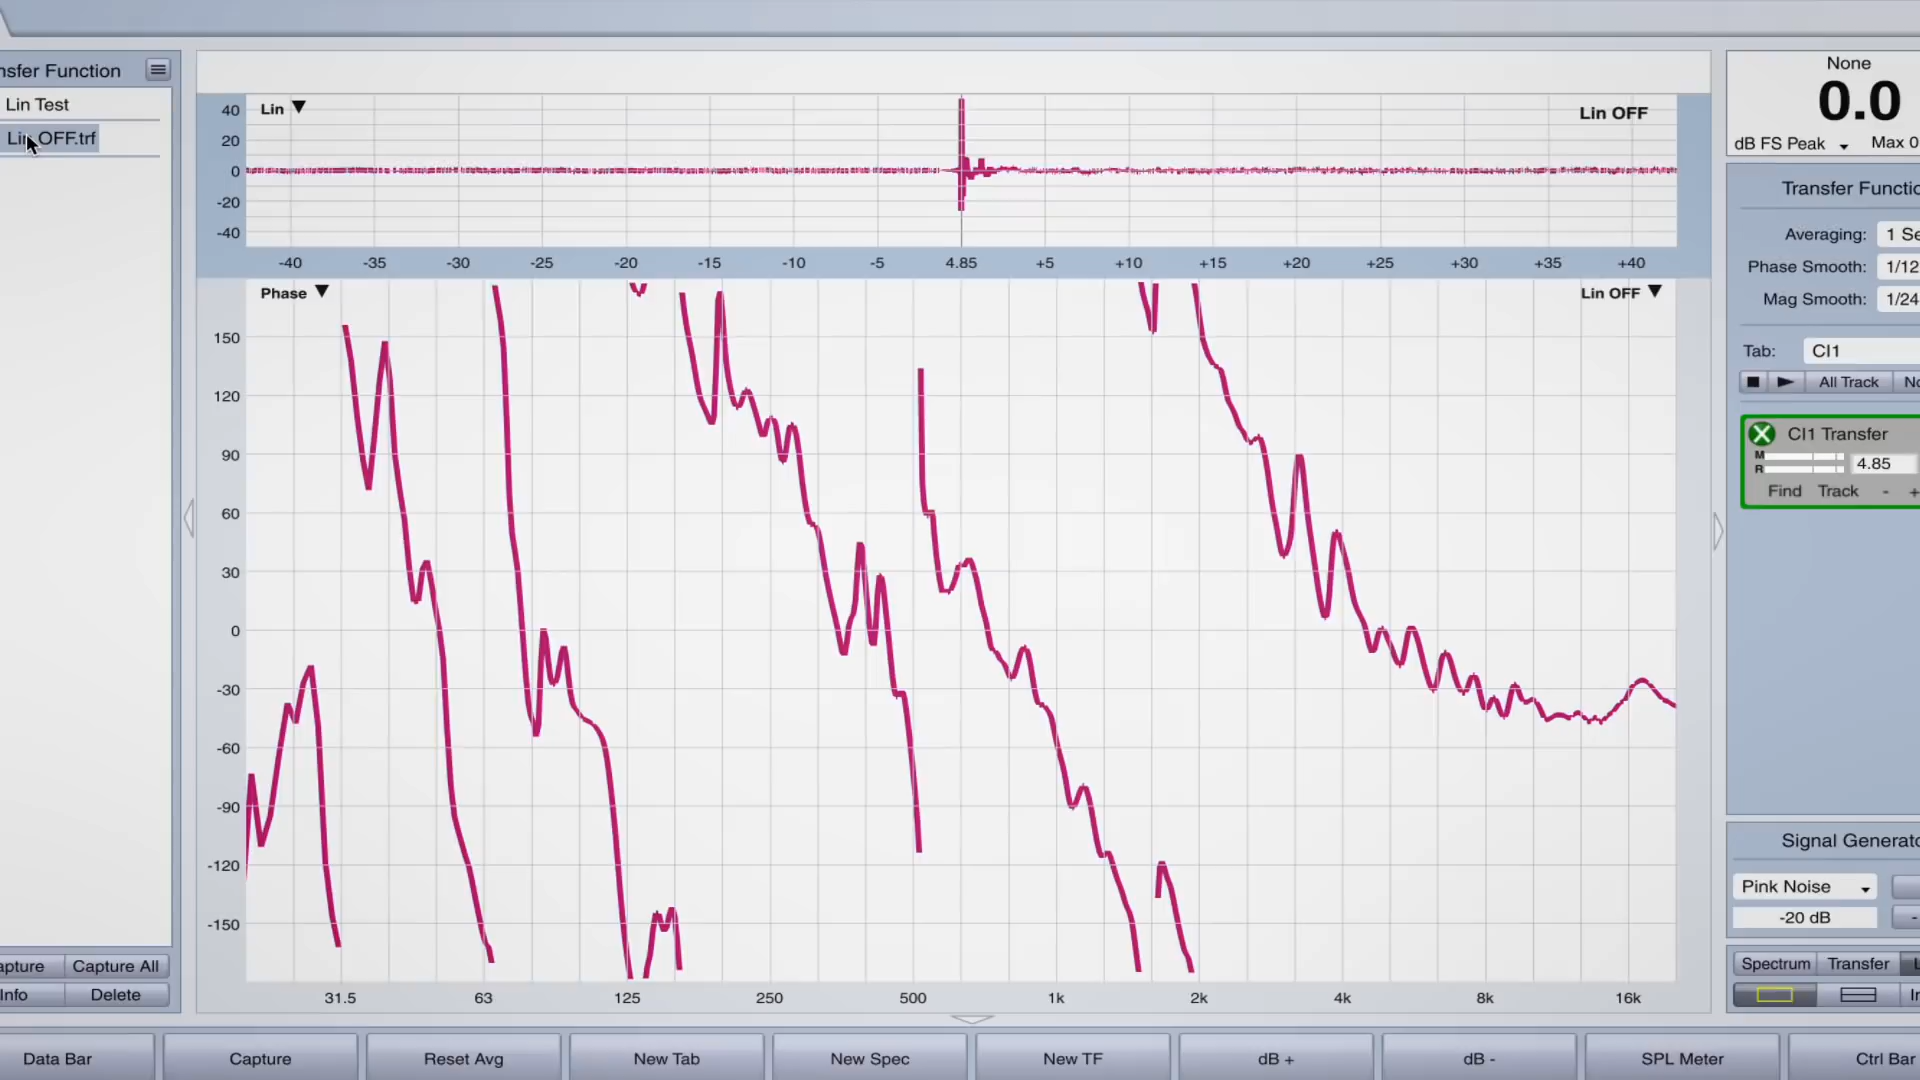 nsfer Function
Lin Test
Lin OFF.trf
apture
Capture All
Info
Delete
Lin
Lin OFF
40
20
0
-20
-40
-40 -35 -30 -25 -20 -15 -10 -5 4.85 +5 +10 +15 +20 +25 +30 +35 +40
Phase
Lin OFF
150
120
90
60
30
0
-30
-60
-90
-120
-150
31.5 63 125 250 500 1k 2k 4k 8k 16k
None
0.0
dB FS Peak
Max 0
Transfer Functio
Averaging: 1 Se
Phase Smooth: 1/12
Mag Smooth: 1/24
Tab: CI1
All Track
No
CI1 Transfer
M
R
4.85
Find Track - +
Signal Generato
Pink Noise
-20 dB
-
Spectrum Transfer
Data Bar
Capture
Reset Avg
New Tab
New Spec
New TF
dB +
dB -
SPL Meter
Ctrl Bar